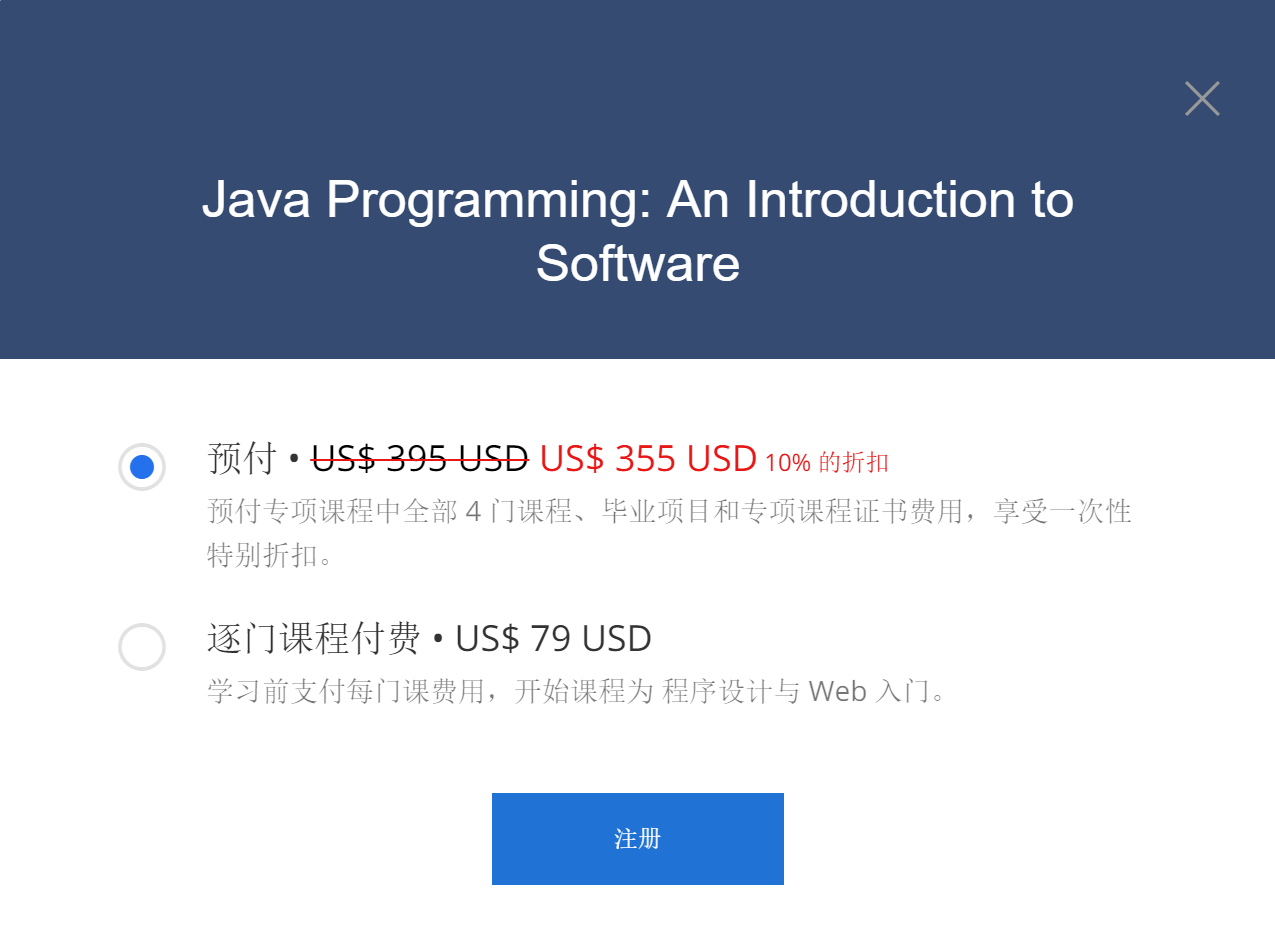 Java Programming: An Introduction to
Software
预付 • US$ 395 USD US$ 355 USD 10% 的折扣
预付专项课程中全部 4 门课程、毕业项目和专项课程证书费用，享受一次性
特别折扣。
逐门课程付费 • US$ 79 USD
学习前支付每门课费用，开始课程为 程序设计与 Web 入门。
注册